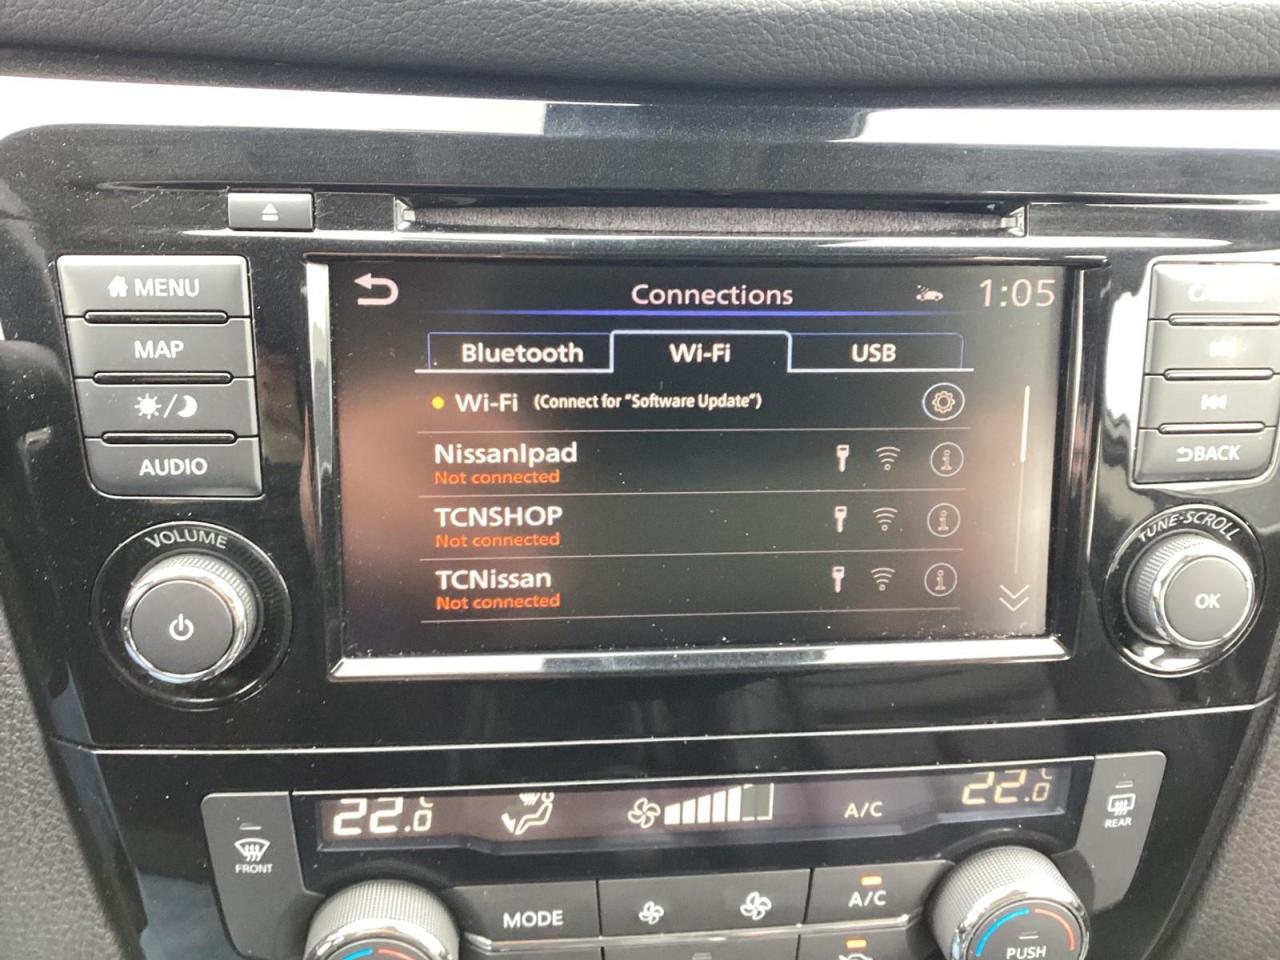 MENU
MAP
AUDIO
VOLUME
Connections
1:05
Bluetooth
Wi-Fi
USB
Wi-Fi (Connect for "Software Update")
NissanIpad
Not connected
TCNSHOP
Not connected
TCNissan
Not connected
BACK
TUNE·SCROLL
OK
FRONT
22.0°C
A/C
22.0°C
REAR
MODE
A/C
PUSH